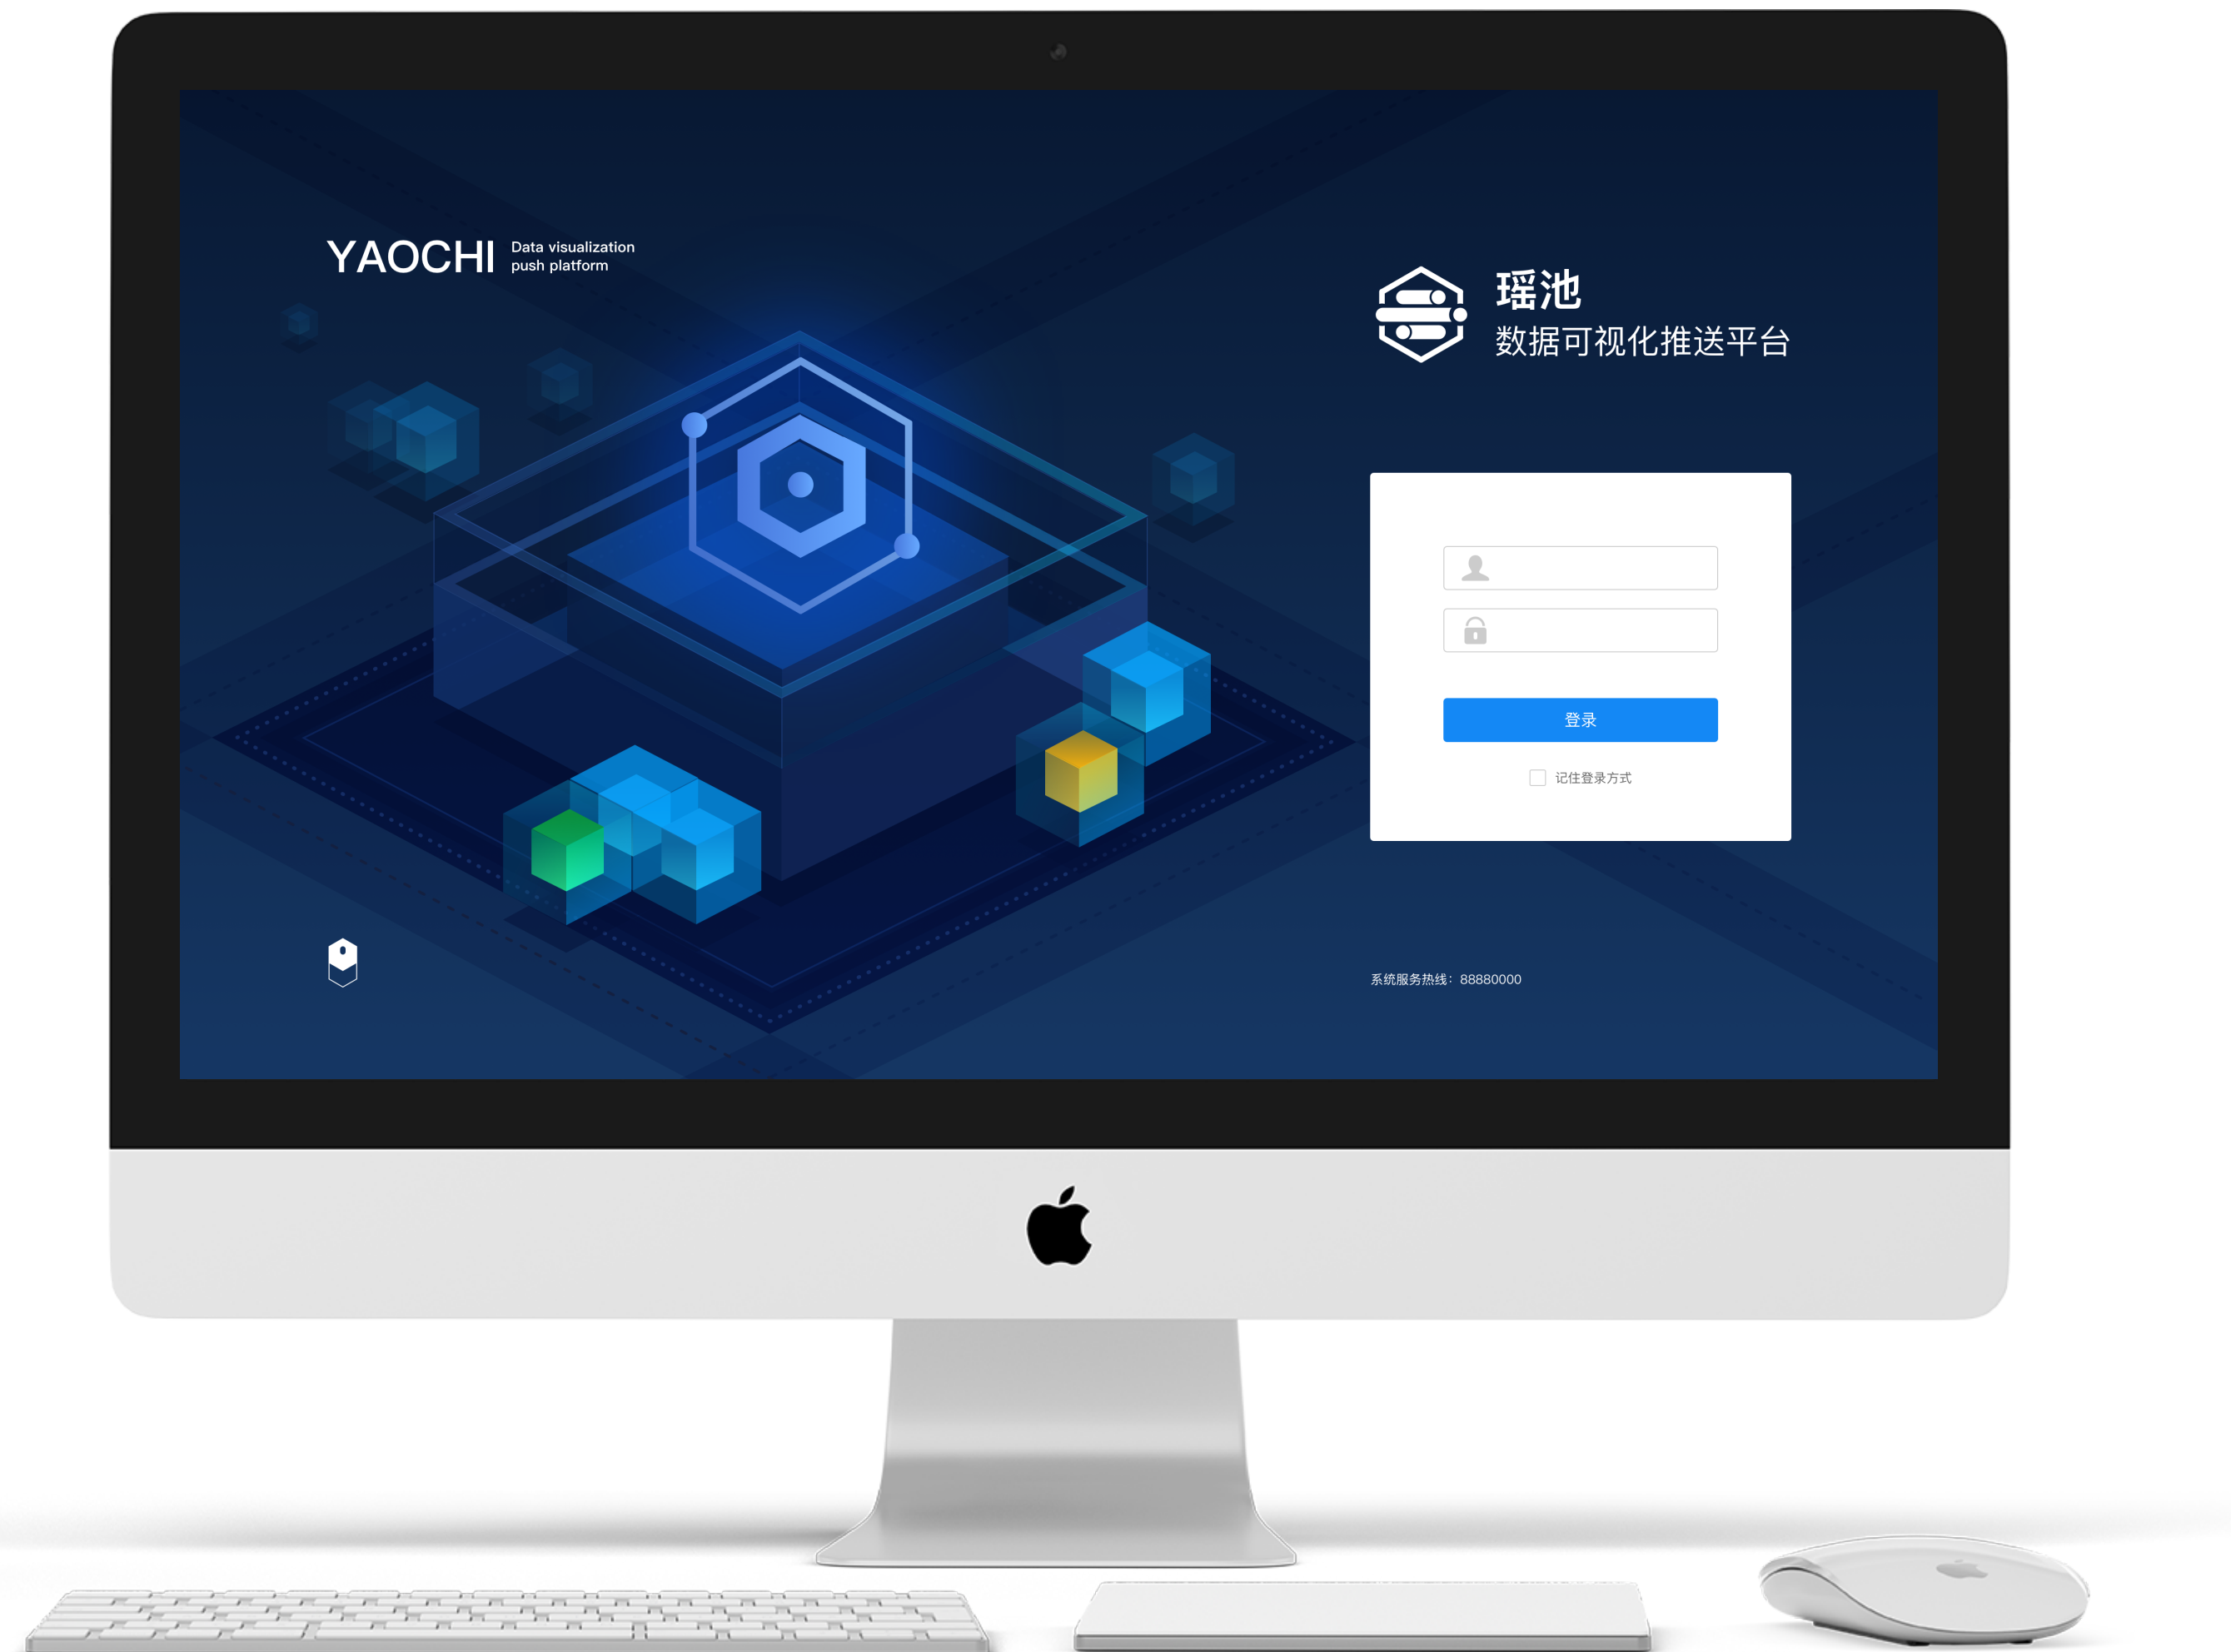 YAOCHI
Data visualization
push platform
瑶池
数据可视化推送平台
登录
记住登录方式
系统服务热线：88880000